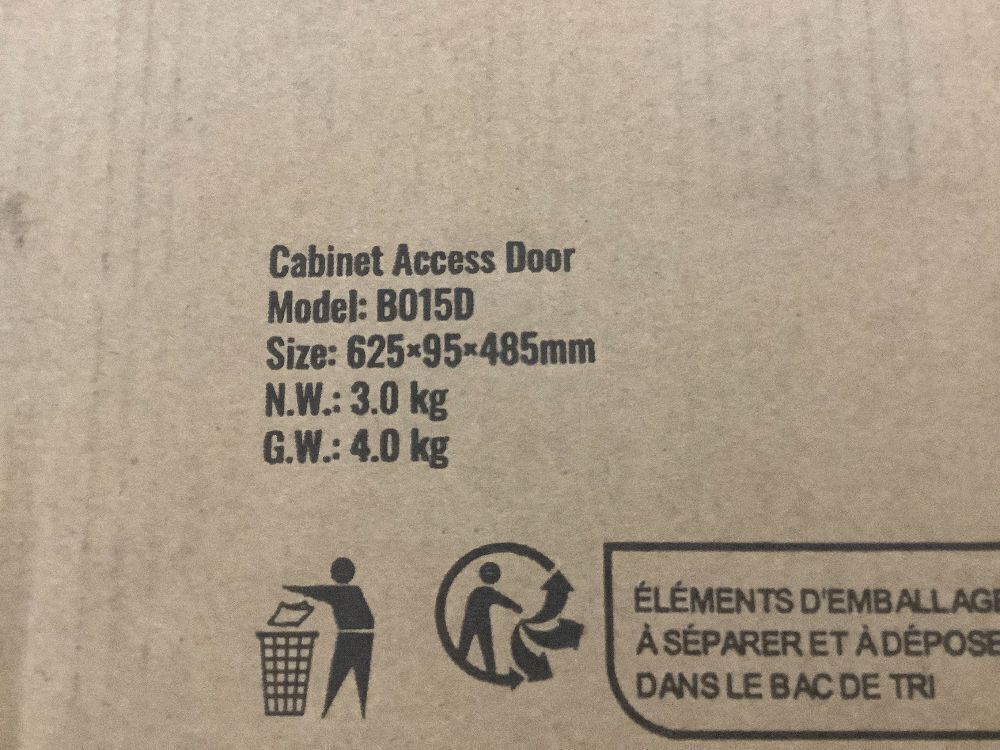 Cabinet Access Door
Model: B015D
Size: 625×95×485mm
N.W.: 3.0 kg
G.W.: 4.0 kg
ÉLÉMENTS D'EMBALLAGE
À SÉPARER ET À DÉPOSE
DANS LE BAC DE TRI